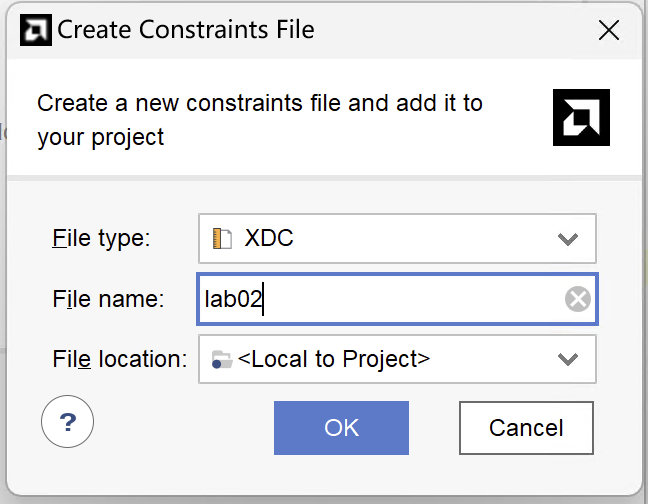 Create Constraints File
Create a new constraints file and add it to
your project
File type:
XDC
File name:
lab02
File location:
<Local to Project>
?
OK
Cancel